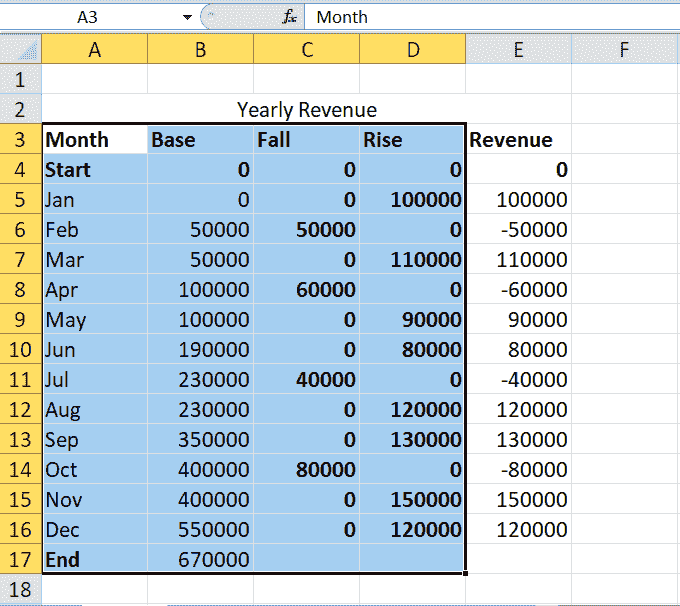 A3 fx Month
A B C D E F
1
2 Yearly Revenue
3 Month Base Fall Rise Revenue
4 Start 0 0 0 0
5 Jan 0 0 100000 100000
6 Feb 50000 50000 0 -50000
7 Mar 50000 0 110000 110000
8 Apr 100000 60000 0 -60000
9 May 100000 0 90000 90000
10 Jun 190000 0 80000 80000
11 Jul 230000 40000 0 -40000
12 Aug 230000 0 120000 120000
13 Sep 350000 0 130000 130000
14 Oct 400000 80000 0 -80000
15 Nov 400000 0 150000 150000
16 Dec 550000 0 120000 120000
17 End 670000
18